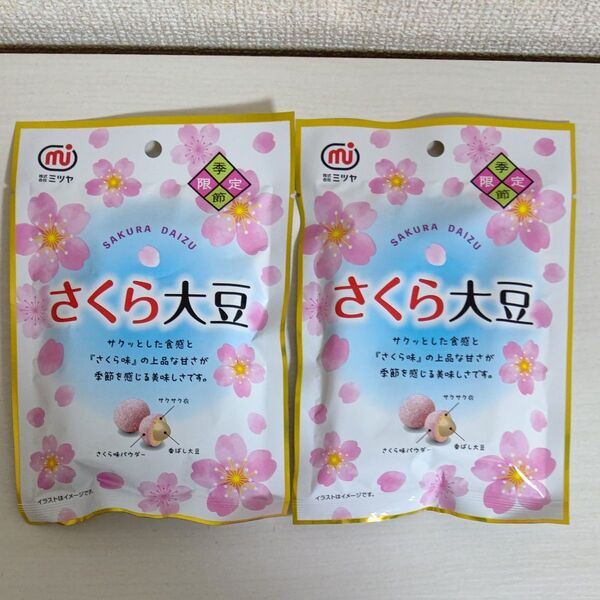 mi
株式
会社 ミツヤ
季
限 定
節
SAKURA DAIZU
さくら大豆
サクッとした食感と
『さくら味』の上品な甘さが
季節を感じる美味しさです。
サクサク衣
さくら味パウダー
香ばし大豆
イラストはイメージです。
mi
株式
会社 ミツヤ
季
限 定
節
SAKURA DAIZU
さくら大豆
サクッとした食感と
『さくら味』の上品な甘さが
季節を感じる美味しさです。
サクサク衣
さくら味パウダー
香ばし大豆
イラストはイメージです。